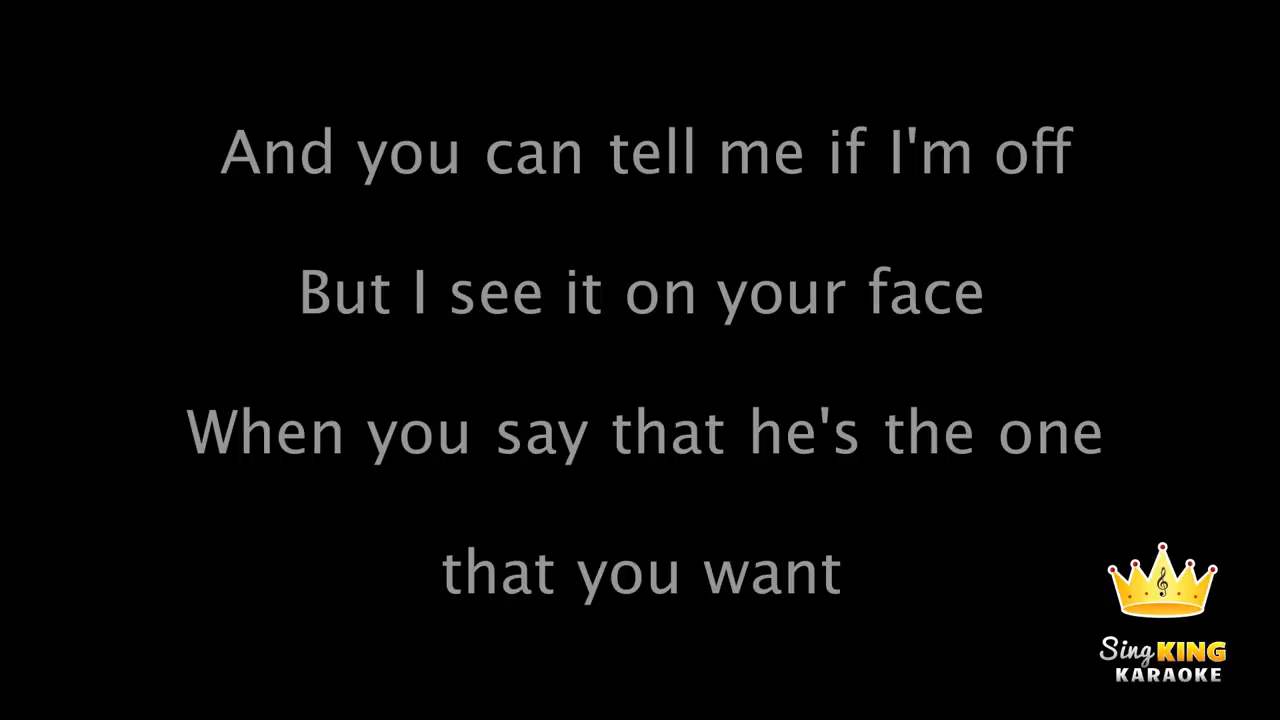 And you can tell me if I'm off
But I see it on your face
When you say that he's the one
that you want
Sing KING
KARAOKE